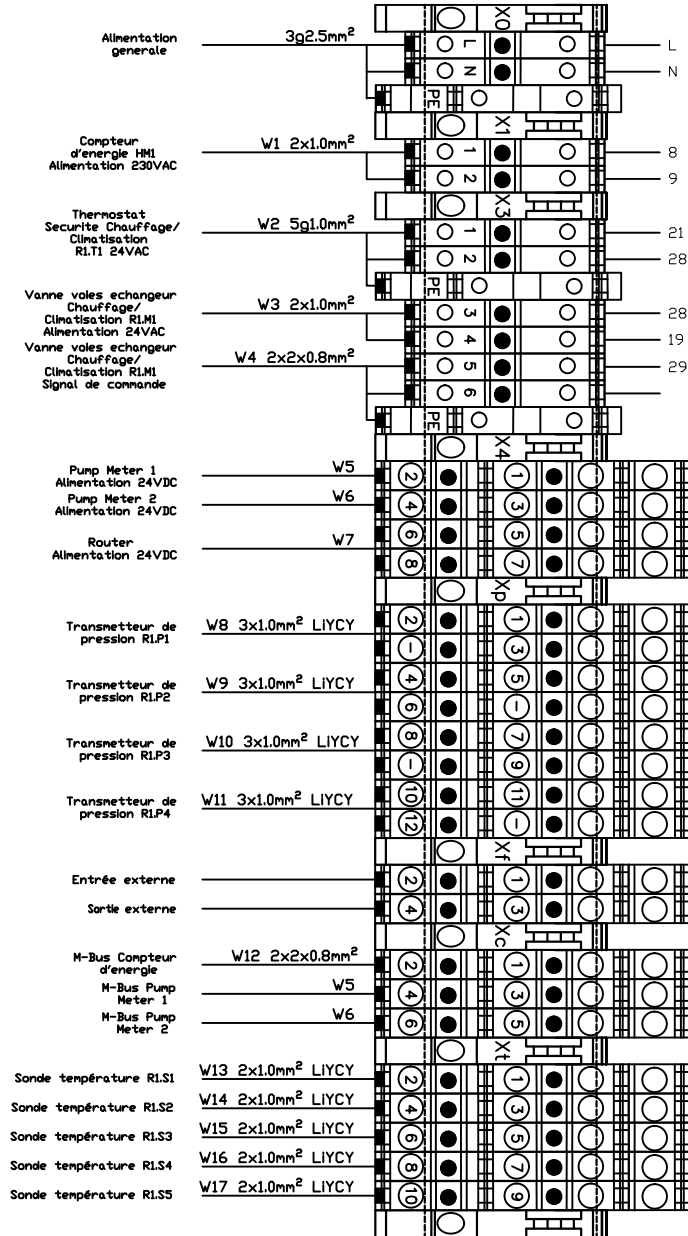 X0
Alimentation
generale
3g2.5mm²
L
L
N
N
PE
X1
Compteur
d'energie HM1
Alimentation 230VAC
W1 2x1.0mm²
1
8
2
9
X3
Thermostat
Securite Chauffage/
Climatisation
R1.T1 24VAC
W2 5g1.0mm²
1
21
2
28
PE
Vanne voies echangeur
Chauffage/
Climatisation R1.M1
Alimentation 24VAC
W3 2x1.0mm²
3
28
4
19
Vanne voies echangeur
Chauffage/
Climatisation R1.M1
Signal de commande
W4 2x2x0.8mm²
5
29
6
PE
X4
Pump Meter 1
Alimentation 24VDC
W5
2
1
Pump Meter 2
Alimentation 24VDC
W6
4
3
Router
Alimentation 24VDC
W7
6
5
8
7
Xp
Transmetteur de
pression R1.P1
W8 3x1.0mm² LiYCY
2
1
-
3
Transmetteur de
pression R1.P2
W9 3x1.0mm² LIYCY
4
5
6
-
Transmetteur de
pression R1.P3
W10 3x1.0mm² LIYCY
8
7
-
9
Transmetteur de
pression R1.P4
W11 3x1.0mm² LIYCY
10
11
12
-
Xf
Entrée externe
2
1
Sortie externe
4
3
Xc
M-Bus Compteur
d'energie
W12 2x2x0.8mm²
2
1
M-Bus Pump
Meter 1
W5
4
3
M-Bus Pump
Meter 2
W6
6
5
Xt
Sonde température R1.S1
W13 2x1.0mm² LiYCY
2
1
Sonde température R1.S2
W14 2x1.0mm² LIYCY
4
3
Sonde température R1.S3
W15 2x1.0mm² LIYCY
6
5
Sonde température R1.S4
W16 2x1.0mm² LIYCY
8
7
Sonde température R1.S5
W17 2x1.0mm² LIYCY
10
9